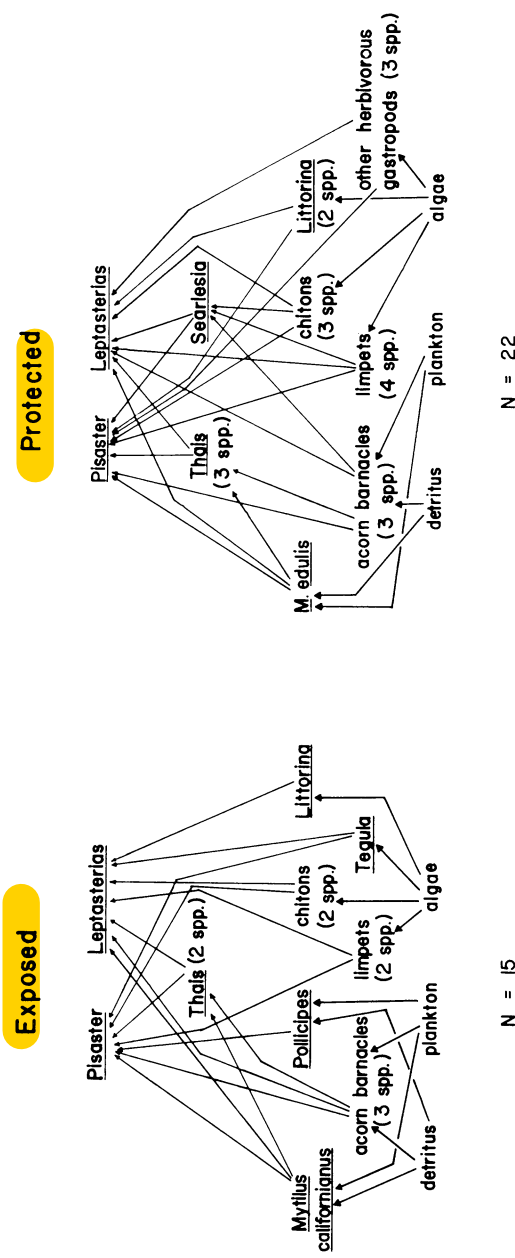 Exposed
Pisaster
Leptasterias
Thais (2 spp.)
Mytilus
californianus
Pollicipes
chitons
(2 spp.)
Littorina
acorn barnacles
(3 spp.)
limpets
(2 spp.)
Tegula
detritus
plankton
algae
N = 15
Protected
Pisaster
Leptasterias
Thais
(3 spp.)
Searlesia
M. edulis
chitons
(3 spp.)
Littorina
(2 spp.)
acorn barnacles
(3 spp.)
limpets
(4 spp.)
other herbivorous
gastropods (3 spp.)
detritus
plankton
algae
N = 22